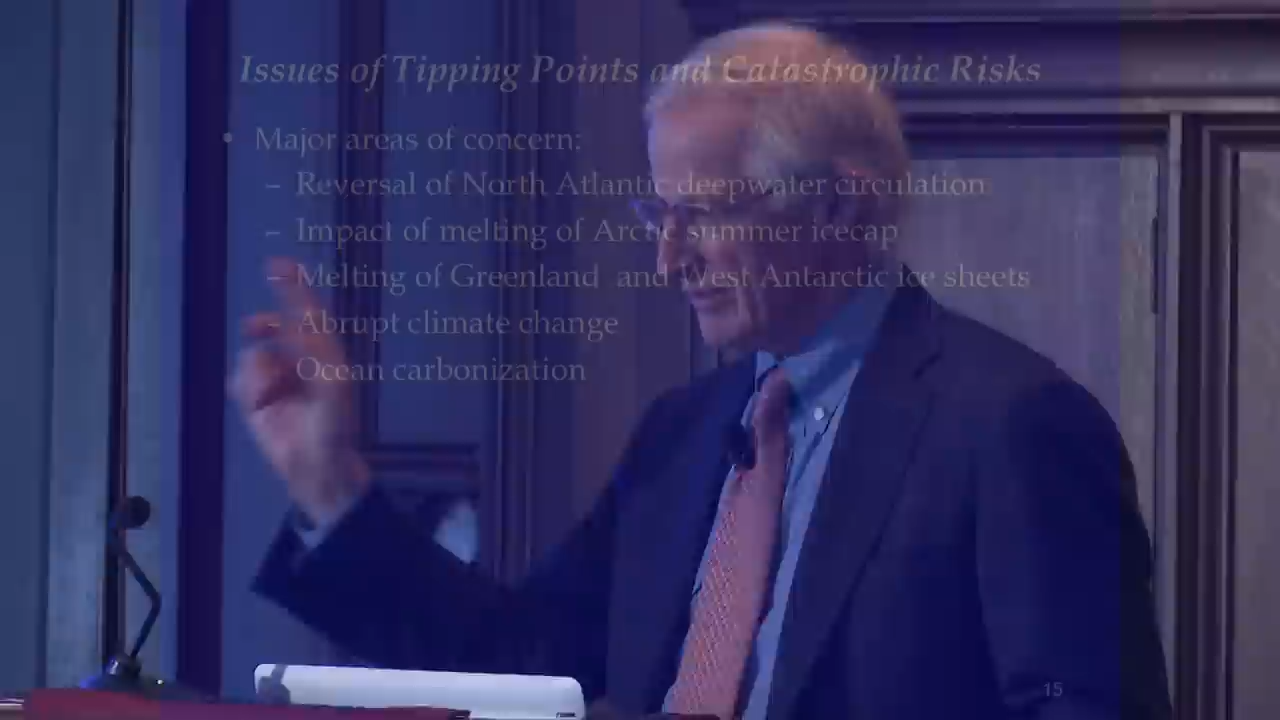 Issues of Tipping Points and Catastrophic Risks
• Major areas of concern:
– Reversal of North Atlantic deepwater circulation
– Impact of melting of Arctic summer icecap
– Melting of Greenland and West Antarctic ice sheets
– Abrupt climate change
Ocean carbonization
15